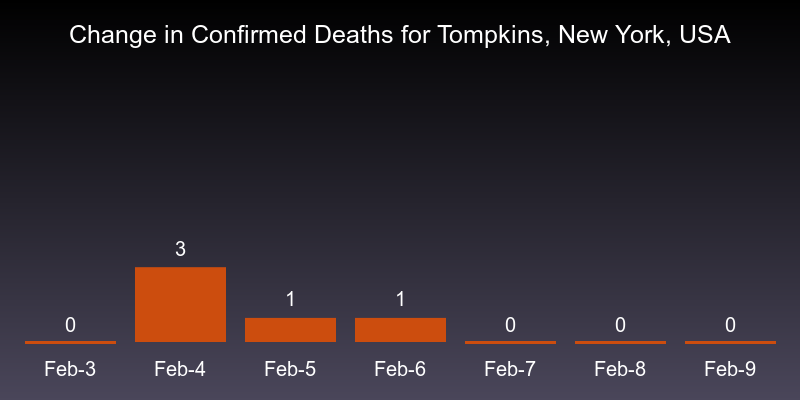 Change in Confirmed Deaths for Tompkins, New York, USA
3
1 1
0 0 0 0
Feb-3 Feb-4 Feb-5 Feb-6 Feb-7 Feb-8 Feb-9